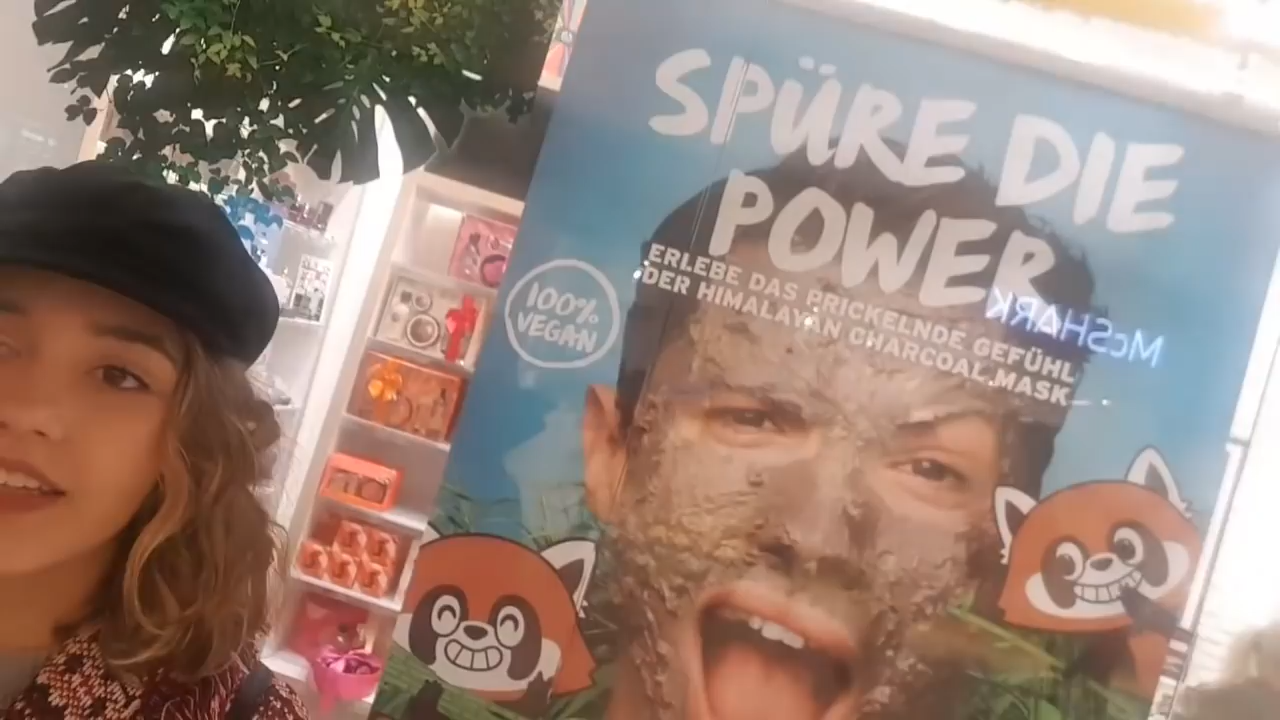 SPÜRE DIE
POWER
ERLEBE DAS PRICKELNDE GEFÜHL
DER HIMALAYAN CHARCOAL MASK
100%
VEGAN
McSHARK